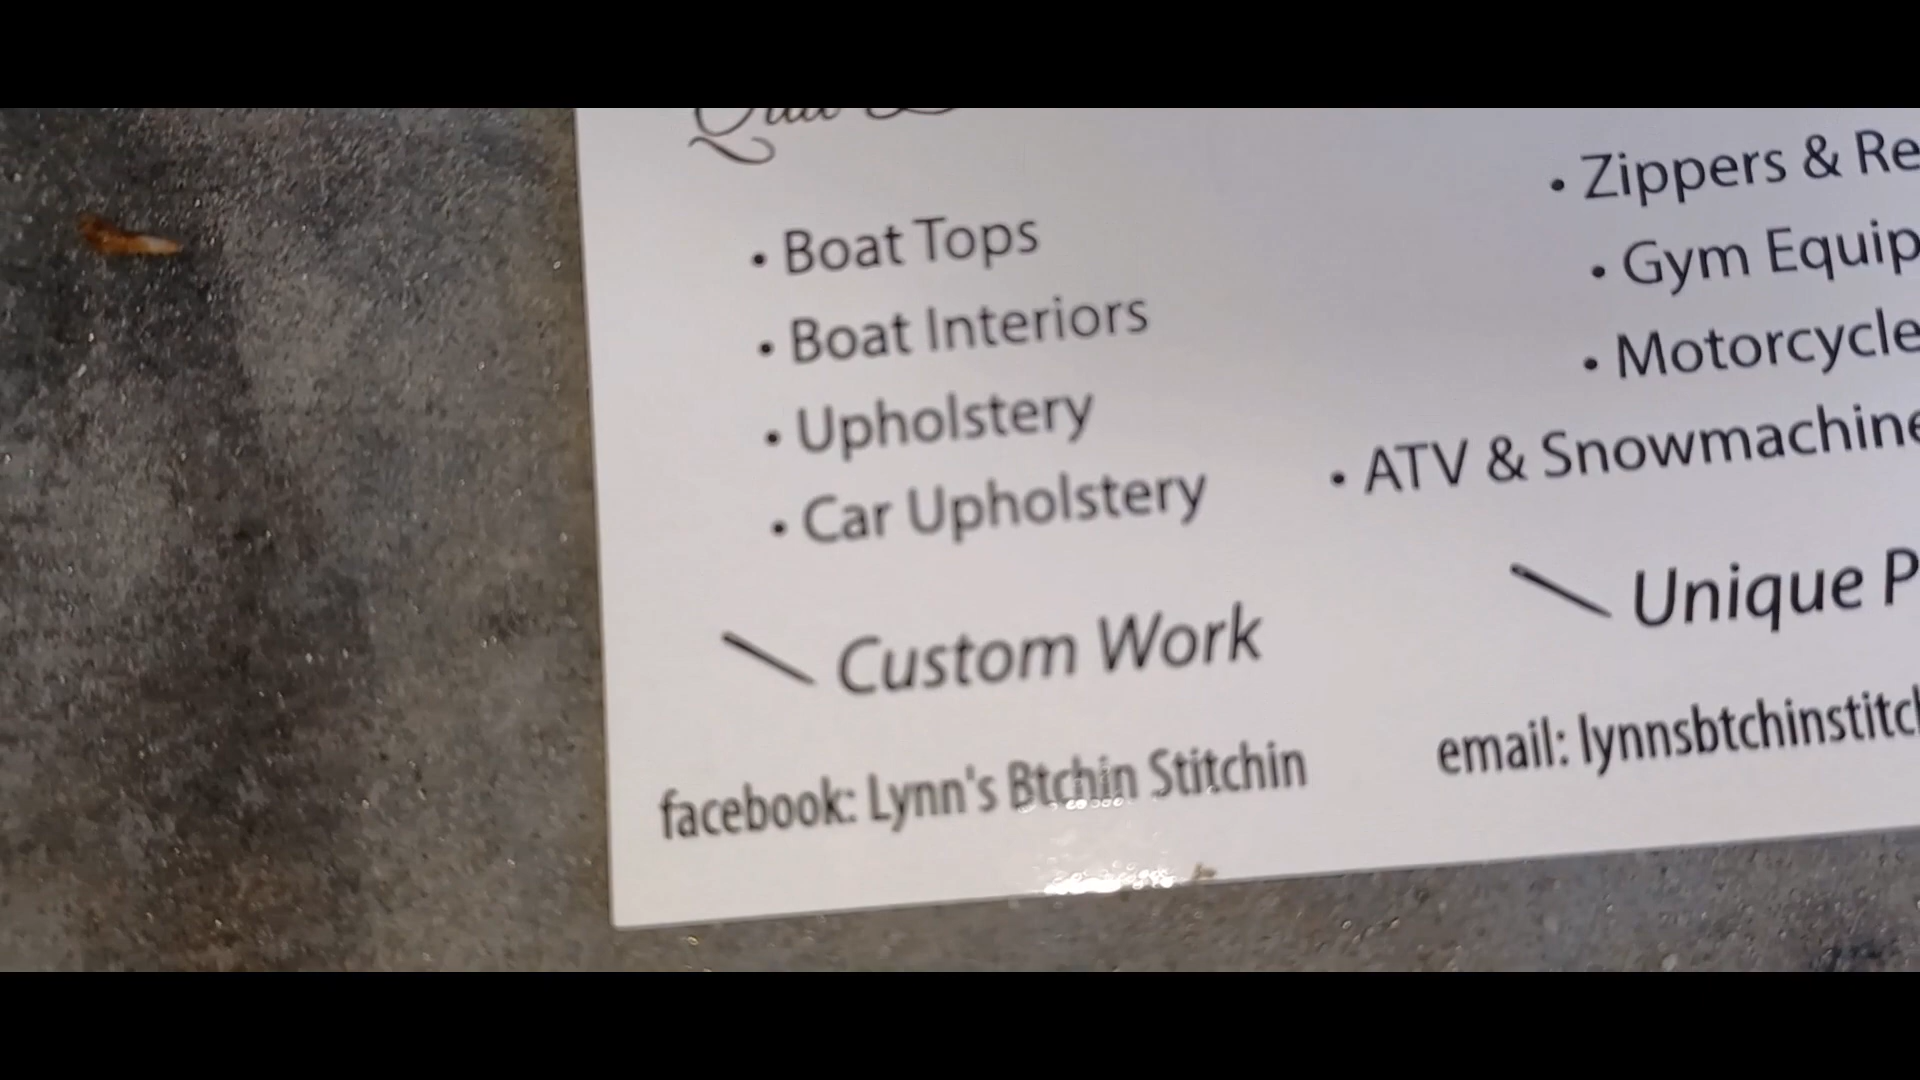 • Boat Tops
• Boat Interiors
• Upholstery
• Car Upholstery
Custom Work
facebook: Lynn's Btchin Stitchin
• Zippers & Re
• Gym Equip
• Motorcycle
• ATV & Snowmachine
Unique P
email: lynnsbtchinstitch